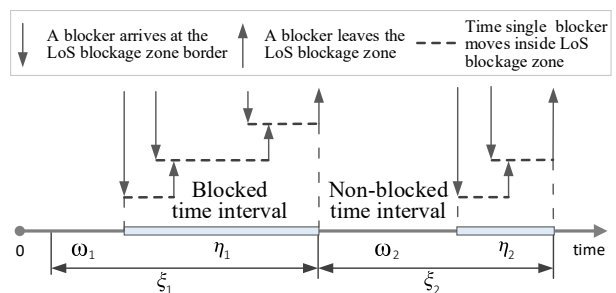 A blocker arrives at the
LoS blockage zone border
A blocker leaves the
LoS blockage zone
Time single blocker
moves inside LoS
blockage zone
Blocked
time interval
Non-blocked
time interval
0
ω1
η1
ω2
η2
time
ξ1
ξ2